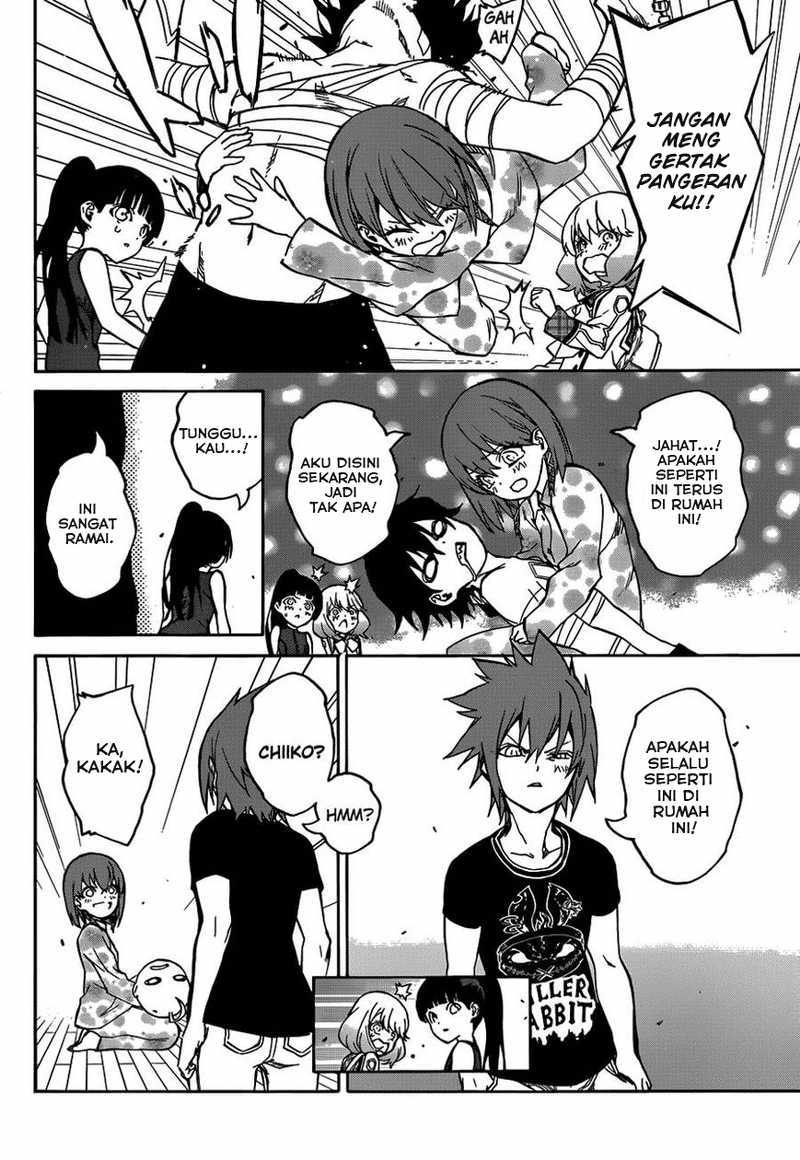 GAH
AH
JANGAN
MENG
GERTAK
PANGERAN
KU!!
JAHAT...!
APAKAH
SEPERTI
INI TERUS
DI RUMAH
INI!
AKU DISINI
SEKARANG,
JADI
TAK APA!
TUNGGU...
KAU...!
INI
SANGAT
RAMAI.
APAKAH
SELALU
SEPERTI
INI DI
RUMAH
INI!
CHIIKO?
HMM?
KA,
KAKAK!
LLER
ABBIT